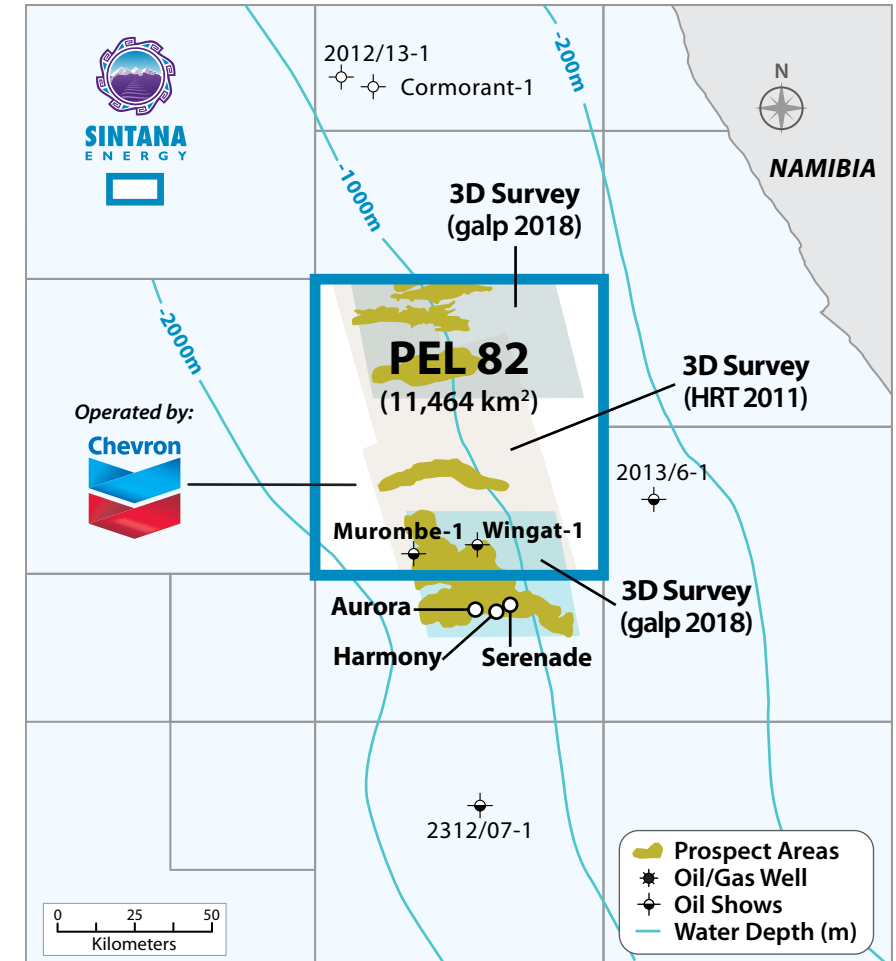 2012/13-1
Cormorant-1
-200m
N
SINTANA
ENERGY
NAMIBIA
-1000m
3D Survey
(galp 2018)
-2000m
PEL 82
(11,464 km²)
3D Survey
(HRT 2011)
Operated by:
Chevron
2013/6-1
Murombe-1
Wingat-1
3D Survey
(galp 2018)
Aurora
Harmony
Serenade
2312/07-1
Prospect Areas
Oil/Gas Well
Oil Shows
Water Depth (m)
0 25 50
Kilometers